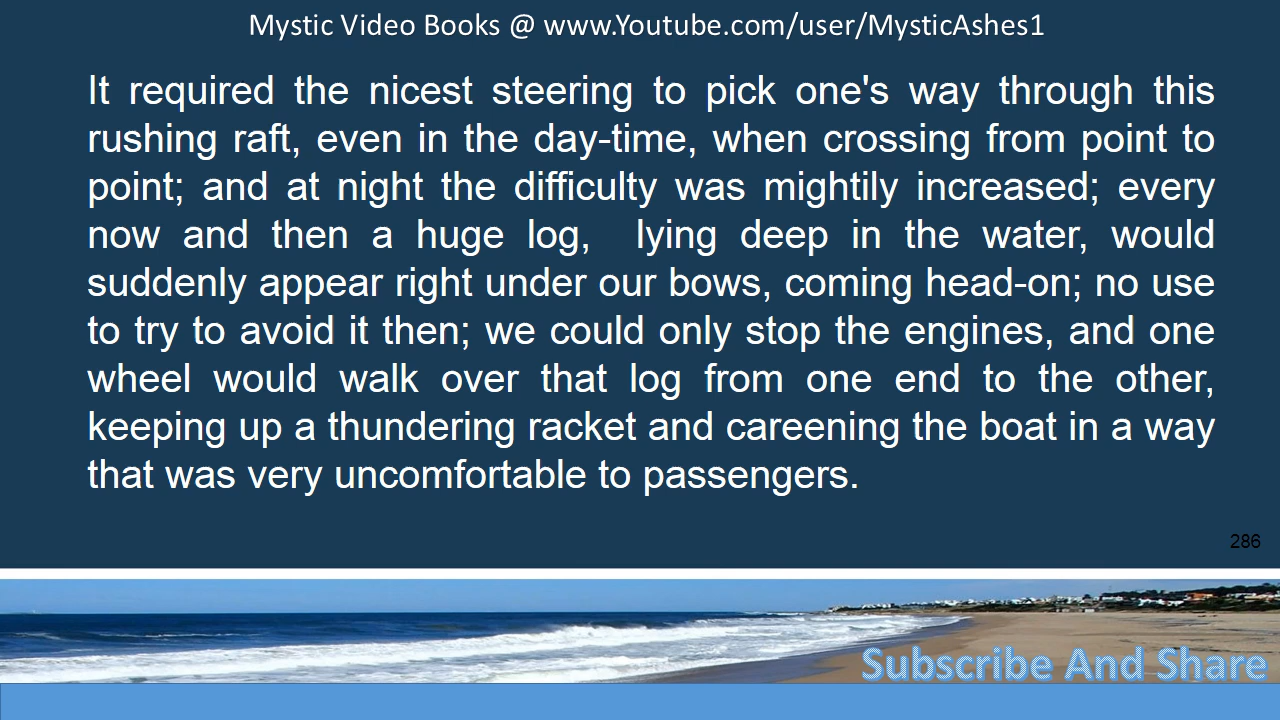 Mystic Video Books @ www.Youtube.com/user/MysticAshes1
It required the nicest steering to pick one's way through this
rushing raft, even in the day-time, when crossing from point to
point; and at night the difficulty was mightily increased; every
now and then a huge log,  lying deep in the water, would
suddenly appear right under our bows, coming head-on; no use
to try to avoid it then; we could only stop the engines, and one
wheel would walk over that log from one end to the other,
keeping up a thundering racket and careening the boat in a way
that was very uncomfortable to passengers.
286
Subscribe And Share